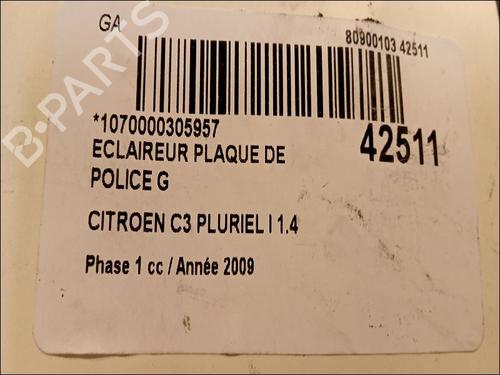 GA
80900103 42511
*1070000305957
42511
ECLAIREUR PLAQUE DE
POLICE G
CITROEN C3 PLURIEL I 1.4
Phase 1 cc / Année 2009
B-PARTS